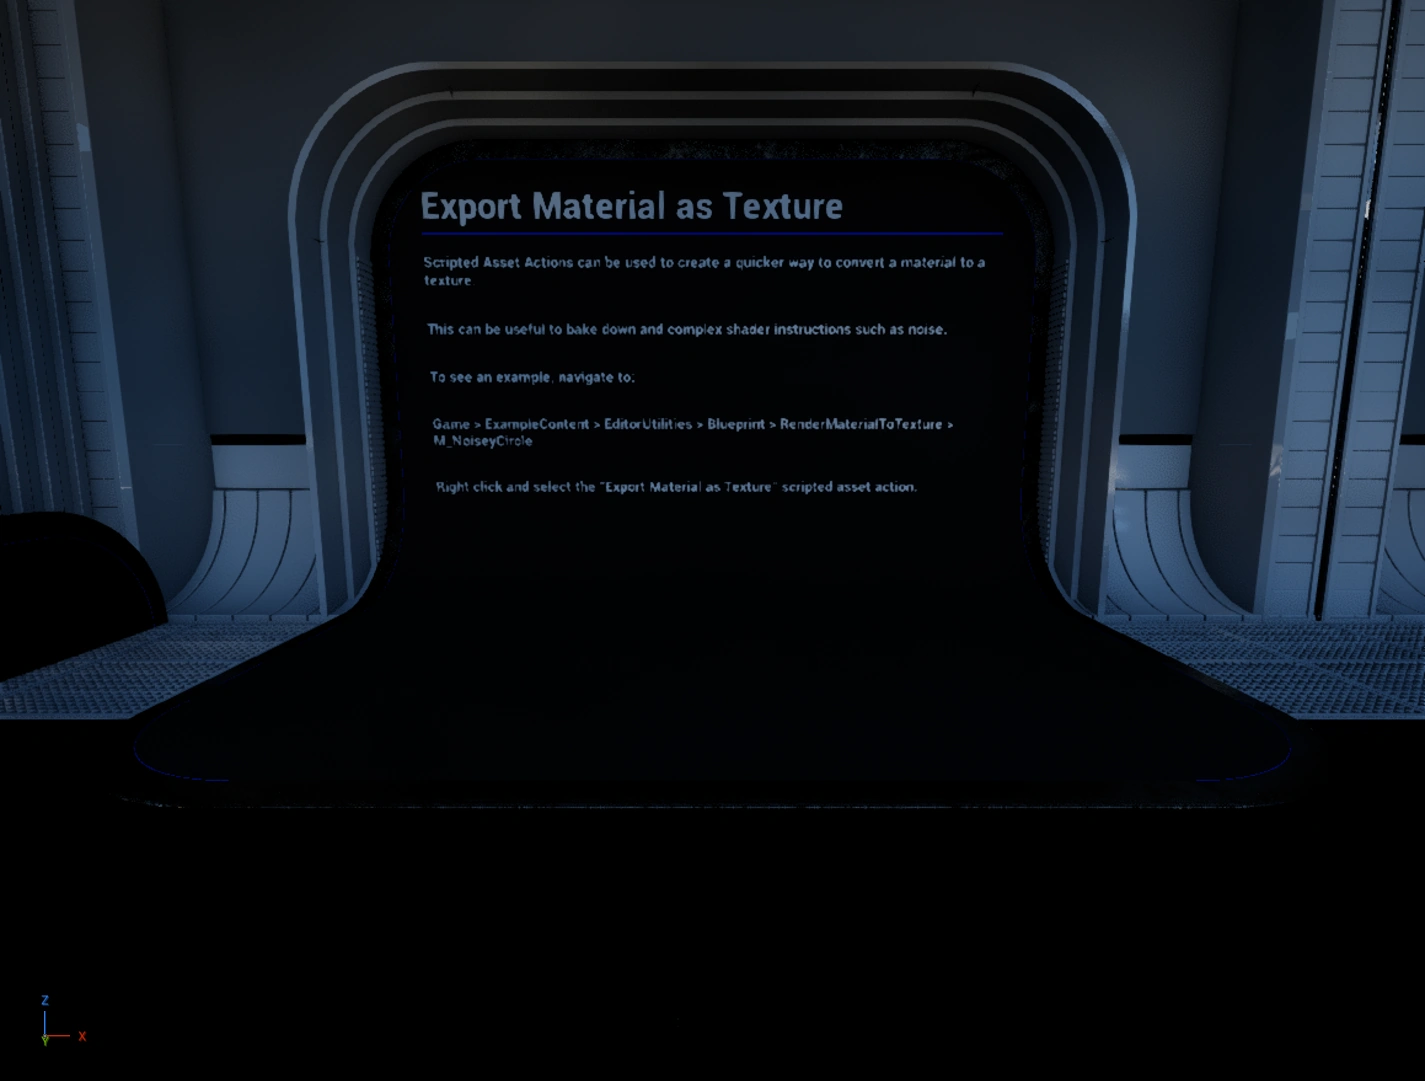 Export Material as Texture
Scripted Asset Actions can be used to create a quicker way to convert a material to a
texture.
This can be useful to bake down and complex shader instructions such as noise.
To see an example, navigate to:
Game > ExampleContent > EditorUtilities > Blueprint > RenderMaterialToTexture >
M_NoiseyCircle
Right click and select the "Export Material as Texture" scripted asset action.
Z
X
Y